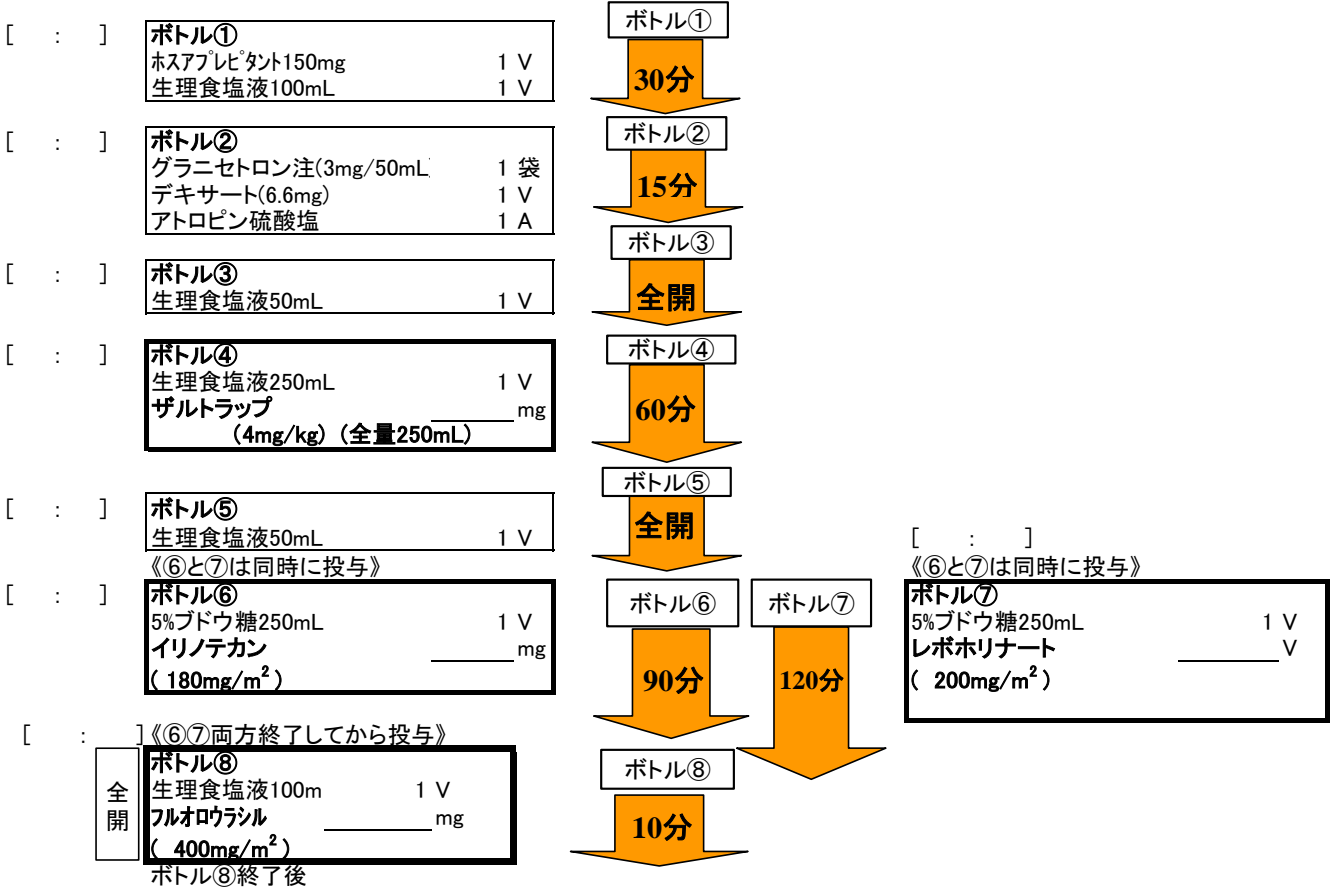 ボトル①
[ : ] ボトル①
ホスアプレピタント150mg 1 V
生理食塩液100mL 1 V
30分
[ : ] ボトル②
グラニセトロン注(3mg/50mL 1 袋
デキサート(6.6mg) 1 V
アトロピン硫酸塩 1 A
ボトル②
15分
ボトル③
[ : ] ボトル③
生理食塩液50mL 1 V
全開
[ : ] ボトル④
生理食塩液250mL 1 V
ザルトラップ ______mg
(4mg/kg) (全量250mL)
ボトル④
60分
ボトル⑤
[ : ] ボトル⑤
生理食塩液50mL 1 V
全開
《⑥と⑦は同時に投与》
[ : ] ボトル⑥
5%ブドウ糖250mL 1 V
イリノテカン ______mg
( 180mg/m²)
ボトル⑥
90分
ボトル⑦
120分
[ : ]
《⑥と⑦は同時に投与》
ボトル⑦
5%ブドウ糖250mL 1 V
レボホリナート ______V
( 200mg/m²)
[ : ]《⑥⑦両方終了してから投与》
全開
ボトル⑧
生理食塩液100m 1 V
フルオロウラシル ______mg
( 400mg/m²)
ボトル⑧
10分
ボトル⑧終了後